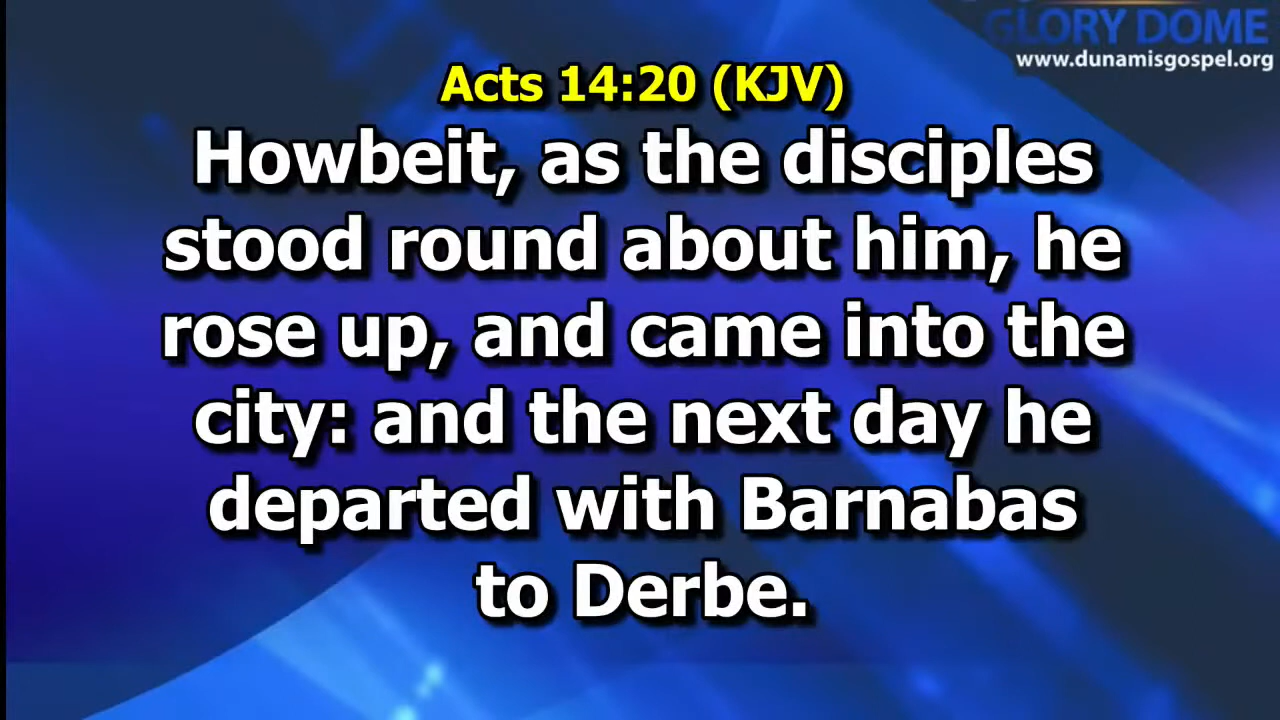 GLORY DOME
www.dunamisgospel.org
Acts 14:20 (KJV)
Howbeit, as the disciples
stood round about him, he
rose up, and came into the
city: and the next day he
departed with Barnabas
to Derbe.